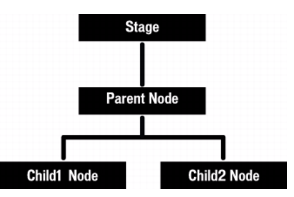 Stage
Parent Node
Child1 Node
Child2 Node